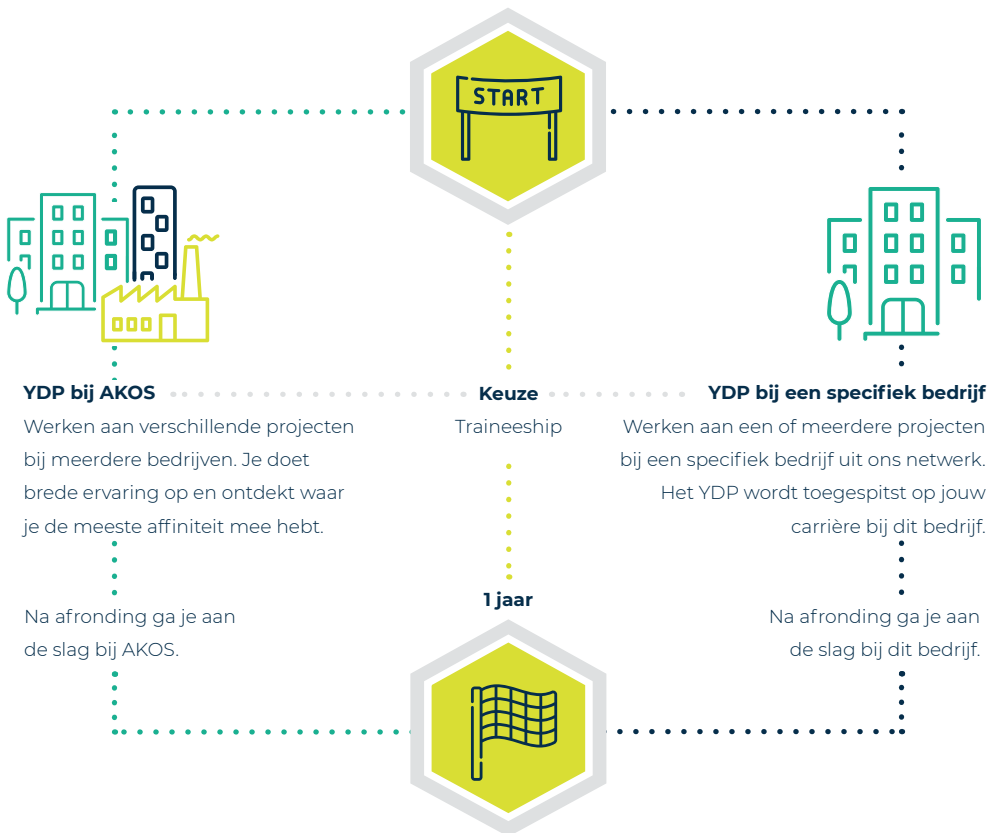 START
YDP bij AKOS
Werken aan verschillende projecten
bij meerdere bedrijven. Je doet
brede ervaring op en ontdekt waar
je de meeste affiniteit mee hebt.
Na afronding ga je aan
de slag bij AKOS.
Keuze
Traineeship
1 jaar
YDP bij een specifiek bedrijf
Werken aan een of meerdere projecten
bij een specifiek bedrijf uit ons netwerk.
Het YDP wordt toegespitst op jouw
carrière bij dit bedrijf.
Na afronding ga je aan
de slag bij dit bedrijf.